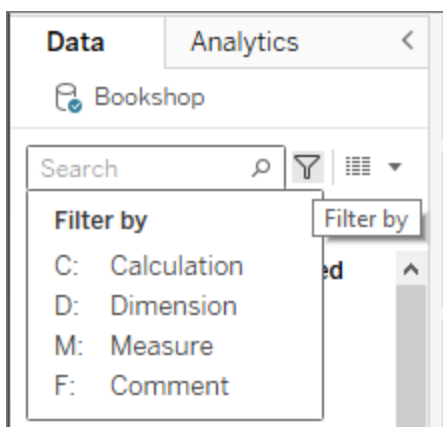 Data Analytics
Bookshop
Search
Filter by
Filter by
C: Calculation
D: Dimension
M: Measure
F: Comment